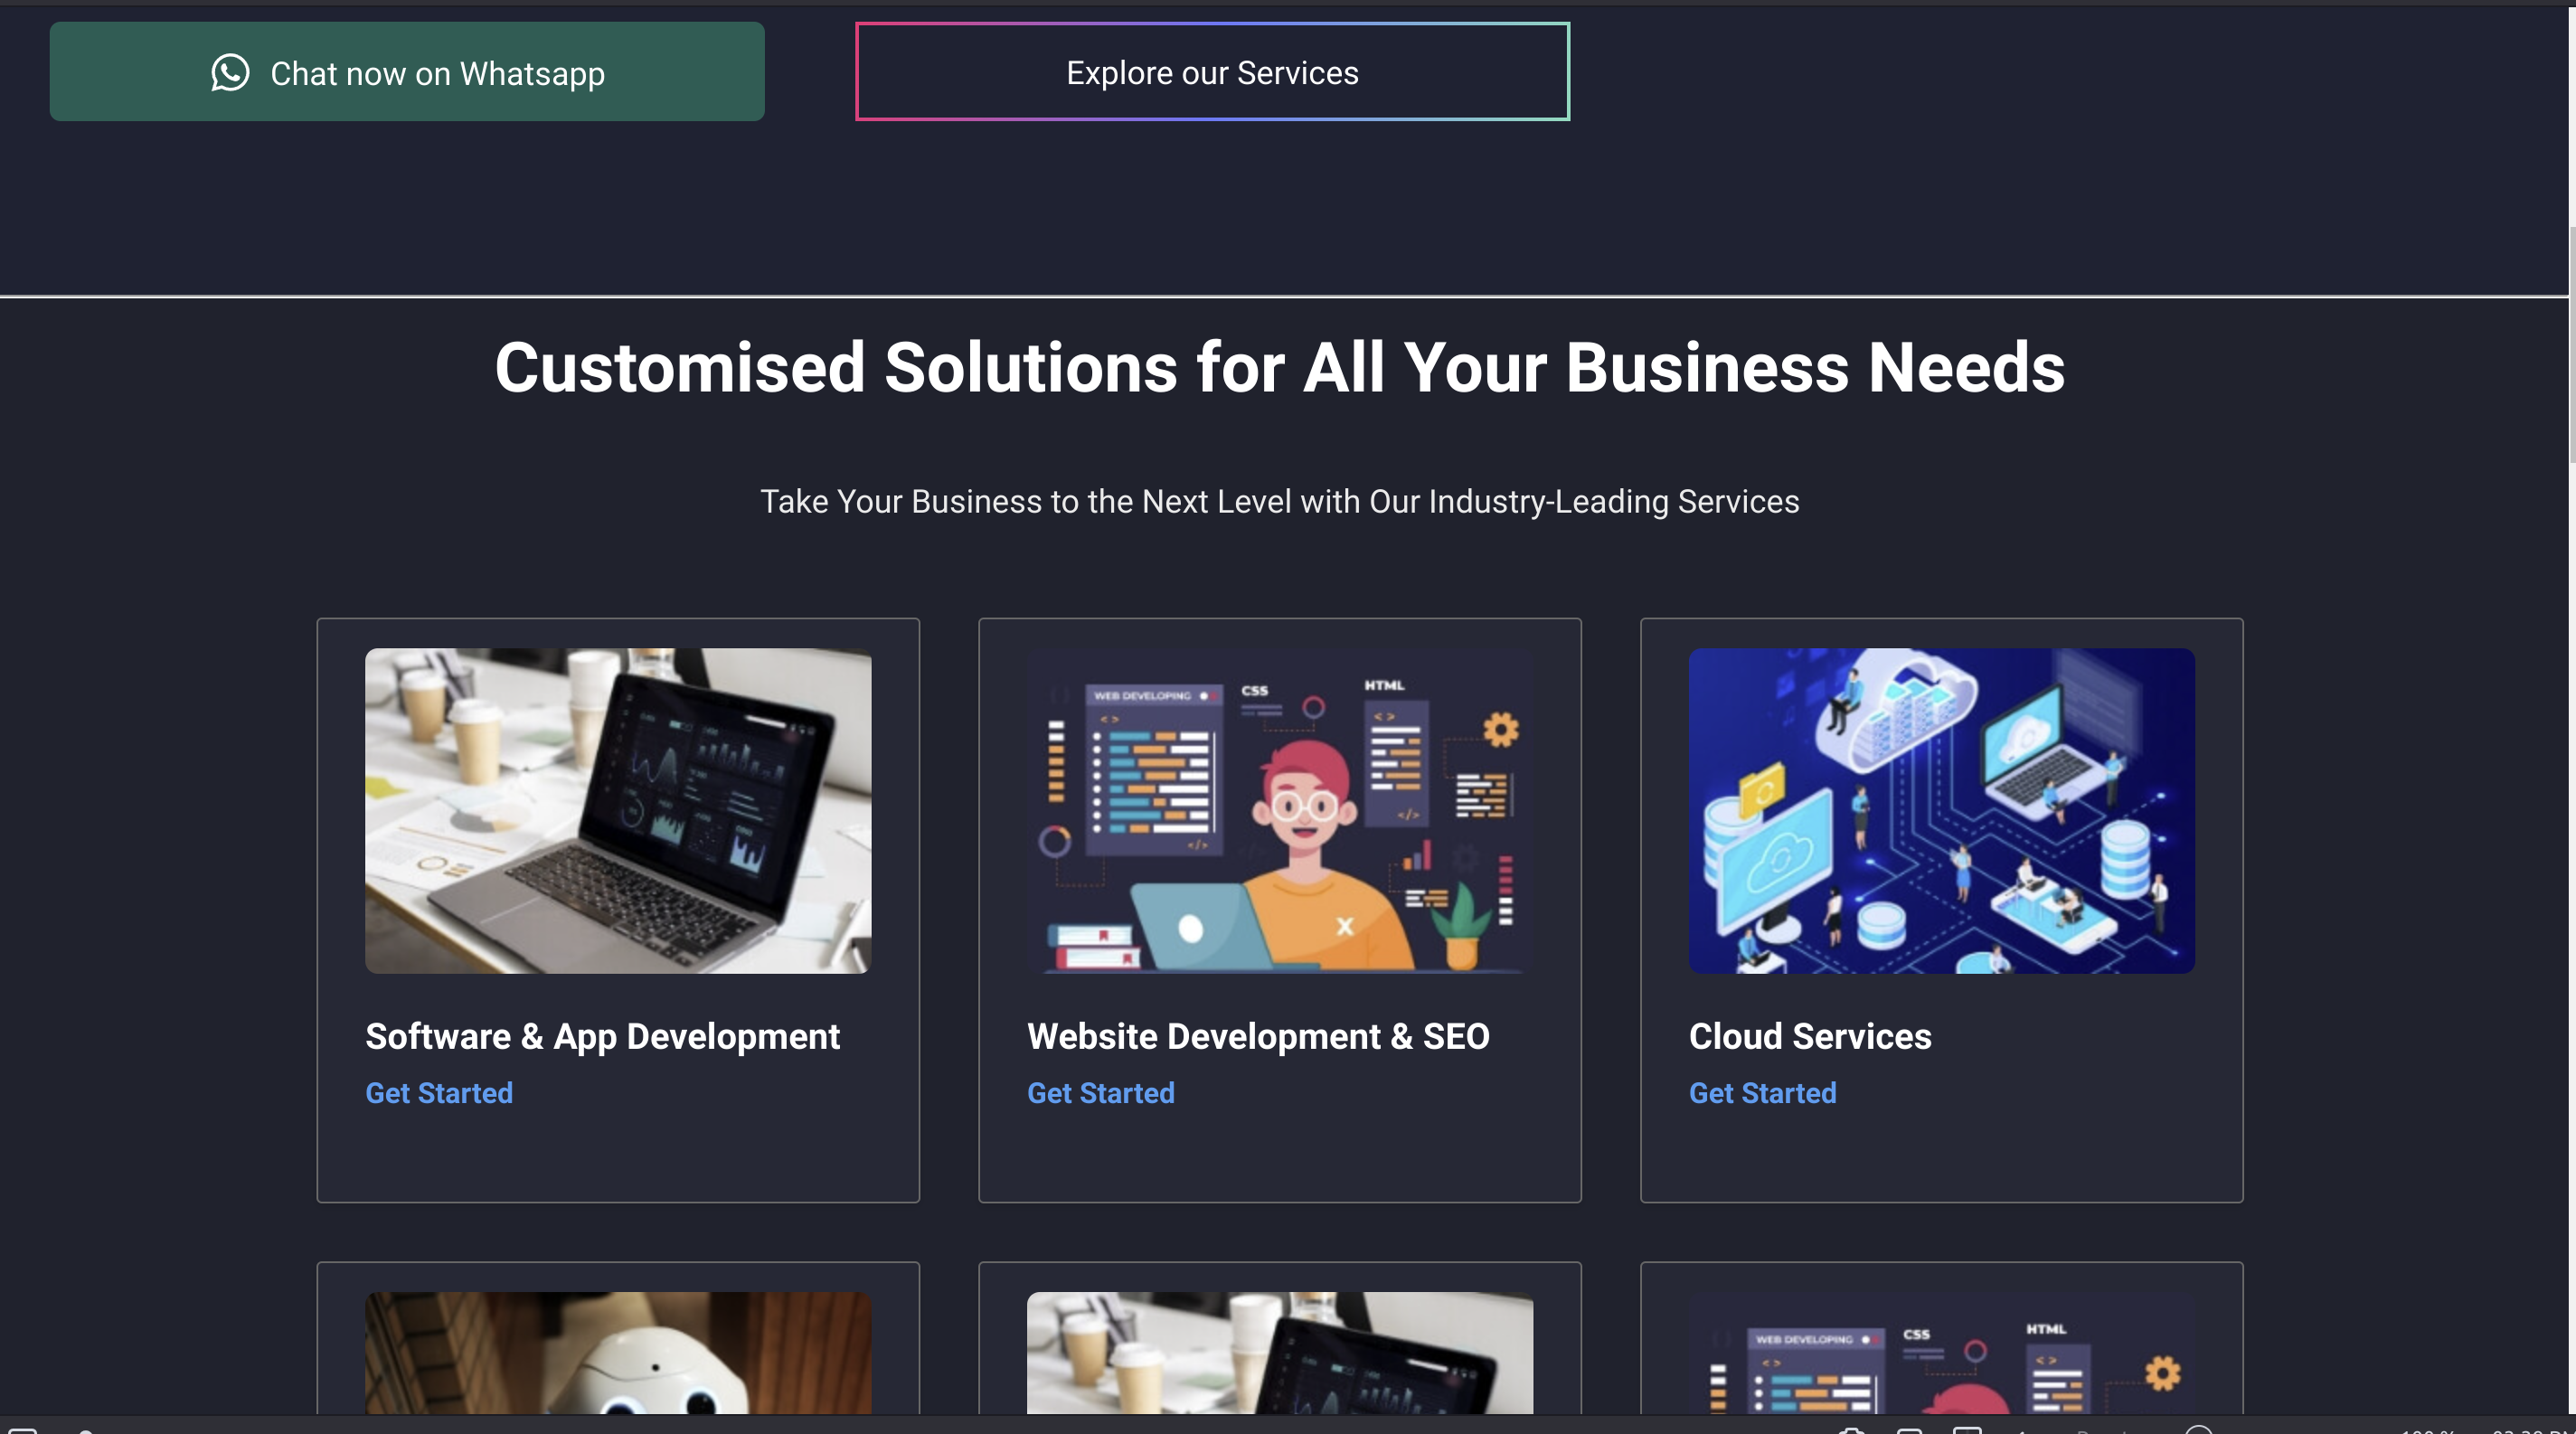 Chat now on Whatsapp
Explore our Services
Customised Solutions for All Your Business Needs
Take Your Business to the Next Level with Our Industry-Leading Services
WEB DEVELOPING
CSS
HTML
< >
< >
</>
</>
X
Software & App Development
Website Development & SEO
Cloud Services
Get Started
Get Started
Get Started
WEB DEVELOPING
CSS
HTML
< >
< >